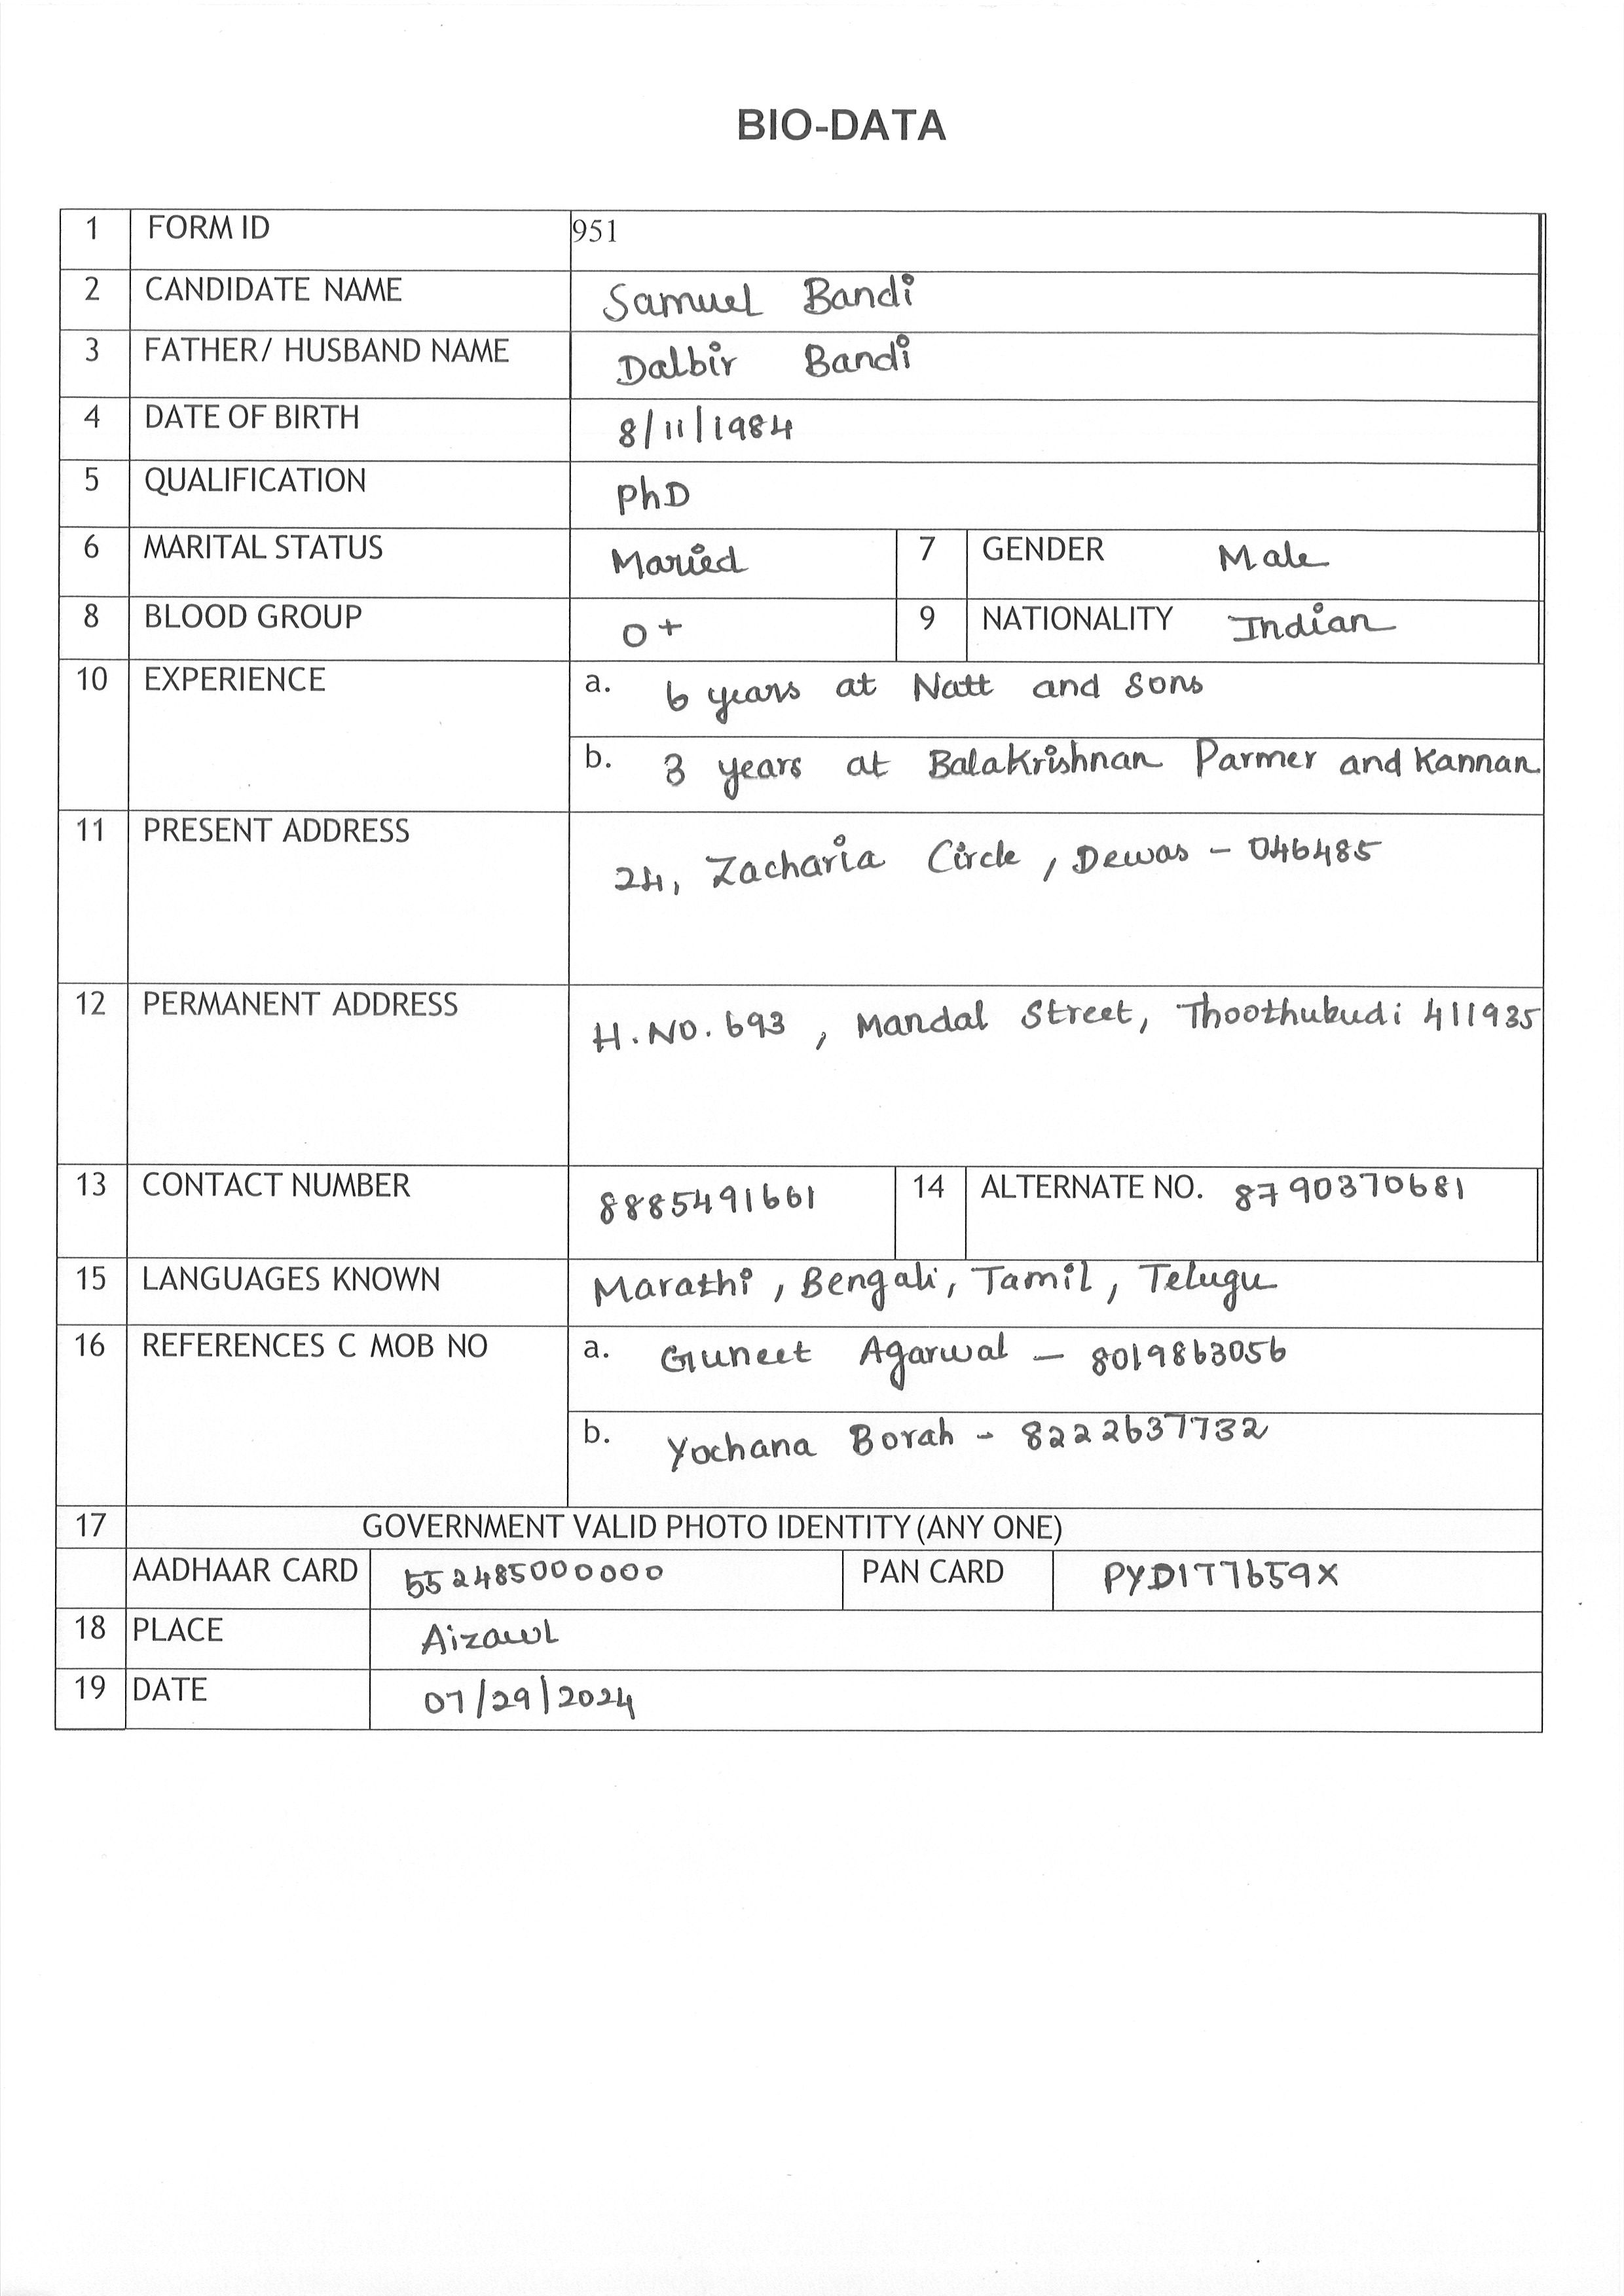 BIO-DATA
1 FORM ID 951
2 CANDIDATE NAME Samuel Bandi
3 FATHER/ HUSBAND NAME Dalbir Bandi
4 DATE OF BIRTH 8/11/1984
5 QUALIFICATION PhD
6 MARITAL STATUS Maried 7 GENDER Male
8 BLOOD GROUP O+ 9 NATIONALITY Indian
10 EXPERIENCE a. 6 years at Natt and sons
b. 3 years at Balakrishnan Parmer and Kannan
11 PRESENT ADDRESS 24, Zacharia Circle, Dewas - 046485
12 PERMANENT ADDRESS H.NO. 693, Mandal Street, Thoothukudi 411935
13 CONTACT NUMBER 8885491661 14 ALTERNATE NO. 8790370681
15 LANGUAGES KNOWN Marathi, Bengali, Tamil, Telugu
16 REFERENCES C MOB NO a. Guneet Agarwal - 8019863056
b. Yochana Borah - 8222637732
17 GOVERNMENT VALID PHOTO IDENTITY (ANY ONE)
AADHAAR CARD 552485000000 PAN CARD PYDIT7659X
18 PLACE Aizawl
19 DATE 07/29/2024